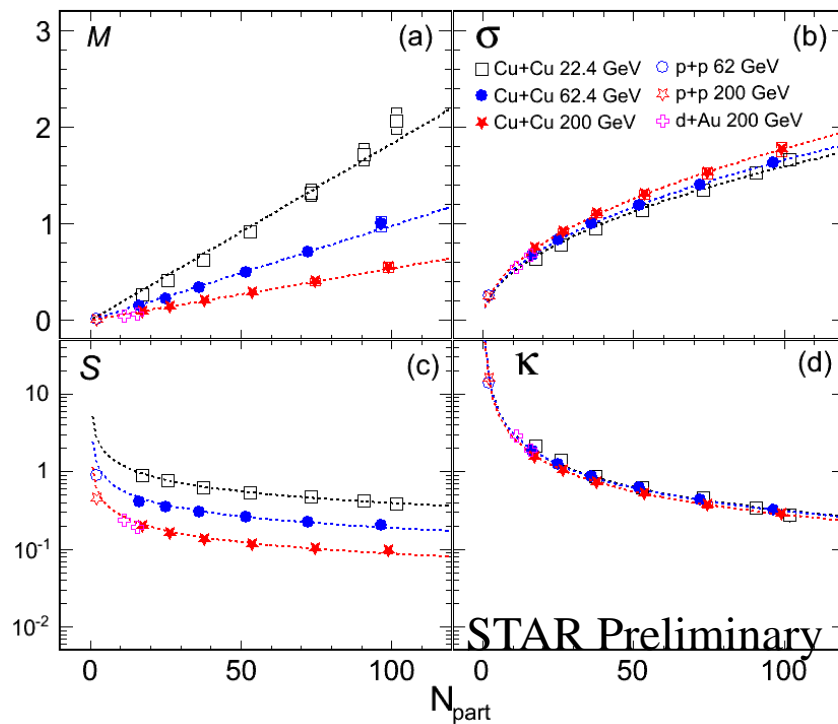 M (a)
σ (b)
Cu+Cu 22.4 GeV p+p 62 GeV
Cu+Cu 62.4 GeV p+p 200 GeV
Cu+Cu 200 GeV d+Au 200 GeV
3
2
1
0
S (c)
κ (d)
10
1
10⁻¹
10⁻²
STAR Preliminary
0 50 100 0 50 100
N_part